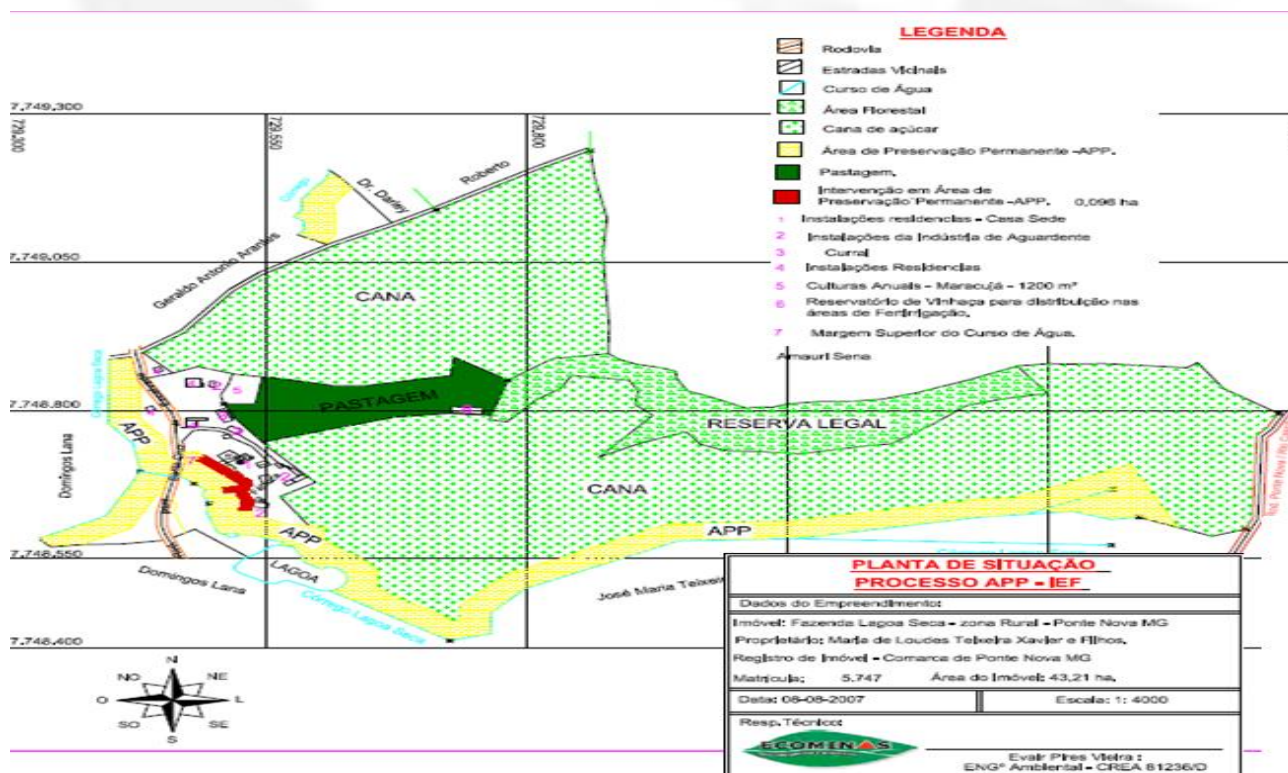 LEGENDA
Rodovia
Estradas Vicinais
Curso de Água
Área Florestal
Cana de açúcar
Área de Preservação Permanente -APP.
Pastagem.
Intervenção em Área de
Preservação Permanente -APP. 0,096 ha
1 Instalações residencias - Casa Sede
2 Instalações da Indústria de Aguardente
3 Curral
4 Instalações Residencias
5 Culturas Anuais - Maracujá - 1200 m²
6 Reservatório de Vinhaça para distribuição nas
áreas de Fertirrigação.
7 Margem Superior do Curso de Água.
7.749.300
729.300
729.550
729.800
Roberto
Dr. Darley
Geraldo Antonio Arantes
7.749.050
CANA
Amauri Sena
Córrego Lagoa Seca
PASTAGEM
7.748.800
RESERVA LEGAL
APP
Domingos Lana
CANA
APP
APP
7.748.550
LAGOA
Domingos Lana
Córrego Lagoa Seca
José Maria Teixeir
7.748.400
N
NO
NE
O
L
SO
SE
S
PLANTA DE SITUAÇÃO
PROCESSO APP - IEF
Dados do Empreendimento:
Imóvel: Fazenda Lagoa Seca - zona Rural - Ponte Nova MG
Proprietário: Maria de Loudes Teixeira Xavier e Filhos.
Registro de Imóvel - Comarca de Ponte Nova MG
Matricula: 5.747 Área do Imóvel: 43,21 ha.
Data: 08-08-2007 Escala: 1: 4000
Resp.Técnico:
ECOMINAS
Evair Pires Vieira :
ENGº Ambiental - CREA 81236/D